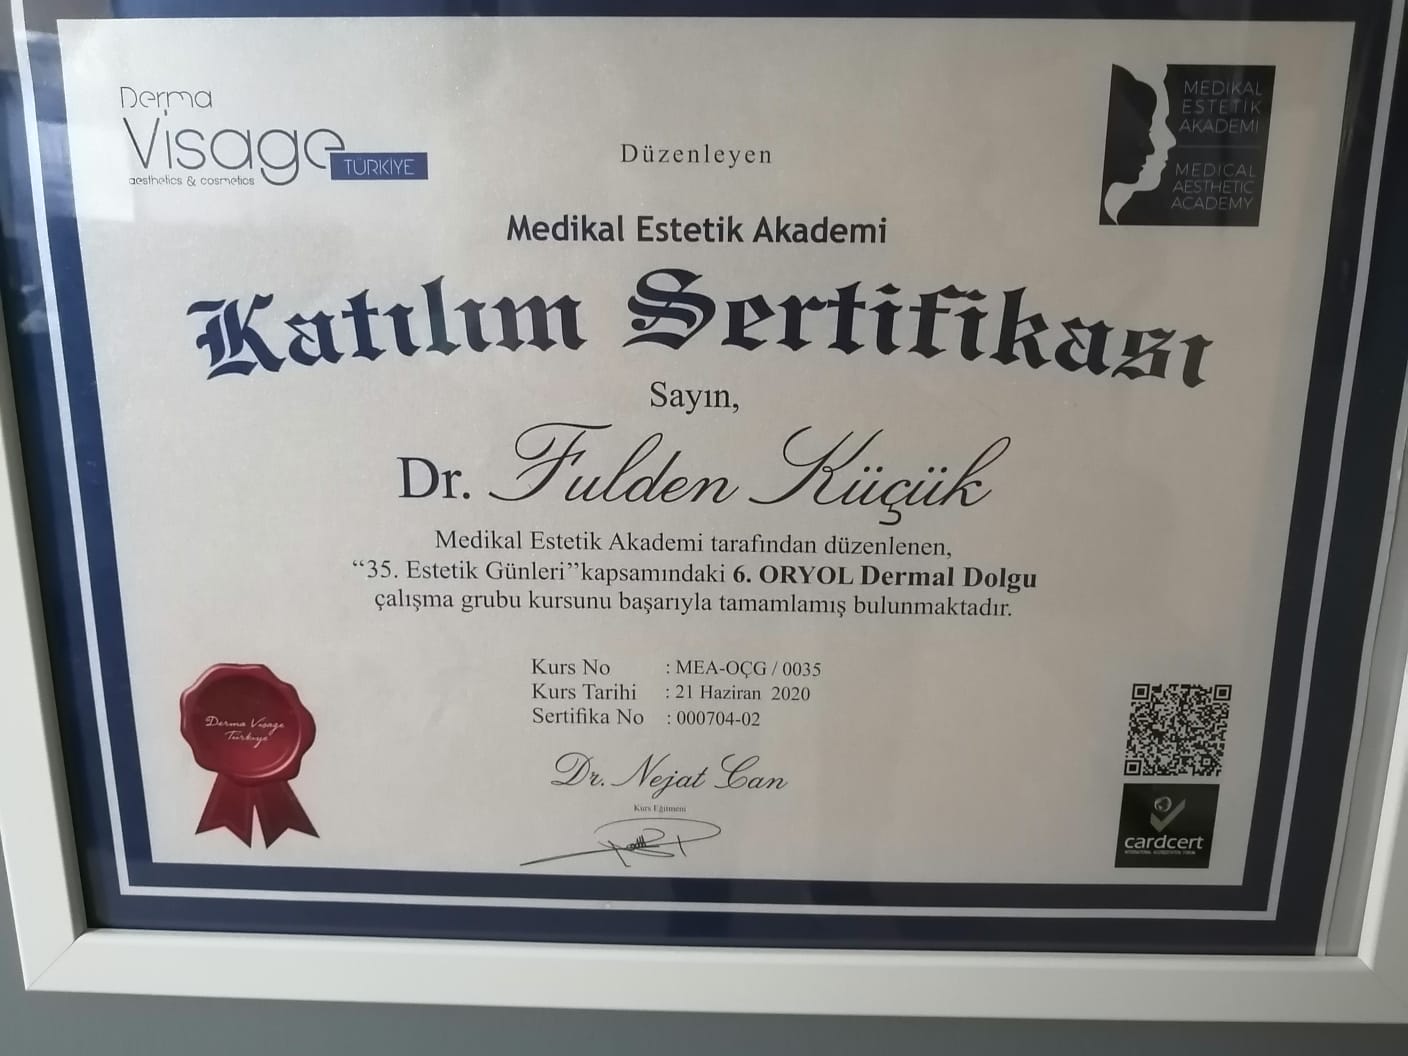 Derma
Visage TÜRKİYE
aesthetics & cosmetics
MEDİKAL
ESTETİK
AKADEMİ
MEDICAL
AESTHETIC
ACADEMY
Düzenleyen
Medikal Estetik Akademi
Katılım Sertifikası
Sayın,
Dr. Fulden Küçük
Medikal Estetik Akademi tarafından düzenlenen,
“35. Estetik Günleri”kapsamındaki 6. ORYOL Dermal Dolgu
çalışma grubu kursunu başarıyla tamamlamış bulunmaktadır.
Kurs No : MEA-OÇG / 0035
Kurs Tarihi : 21 Haziran 2020
Sertifika No : 000704-02
Derma Visage
Türkiye
Dr. Nejat Can
Kurs Eğitmeni
cardcert
INTERNATIONAL ACCREDITATION FORUM